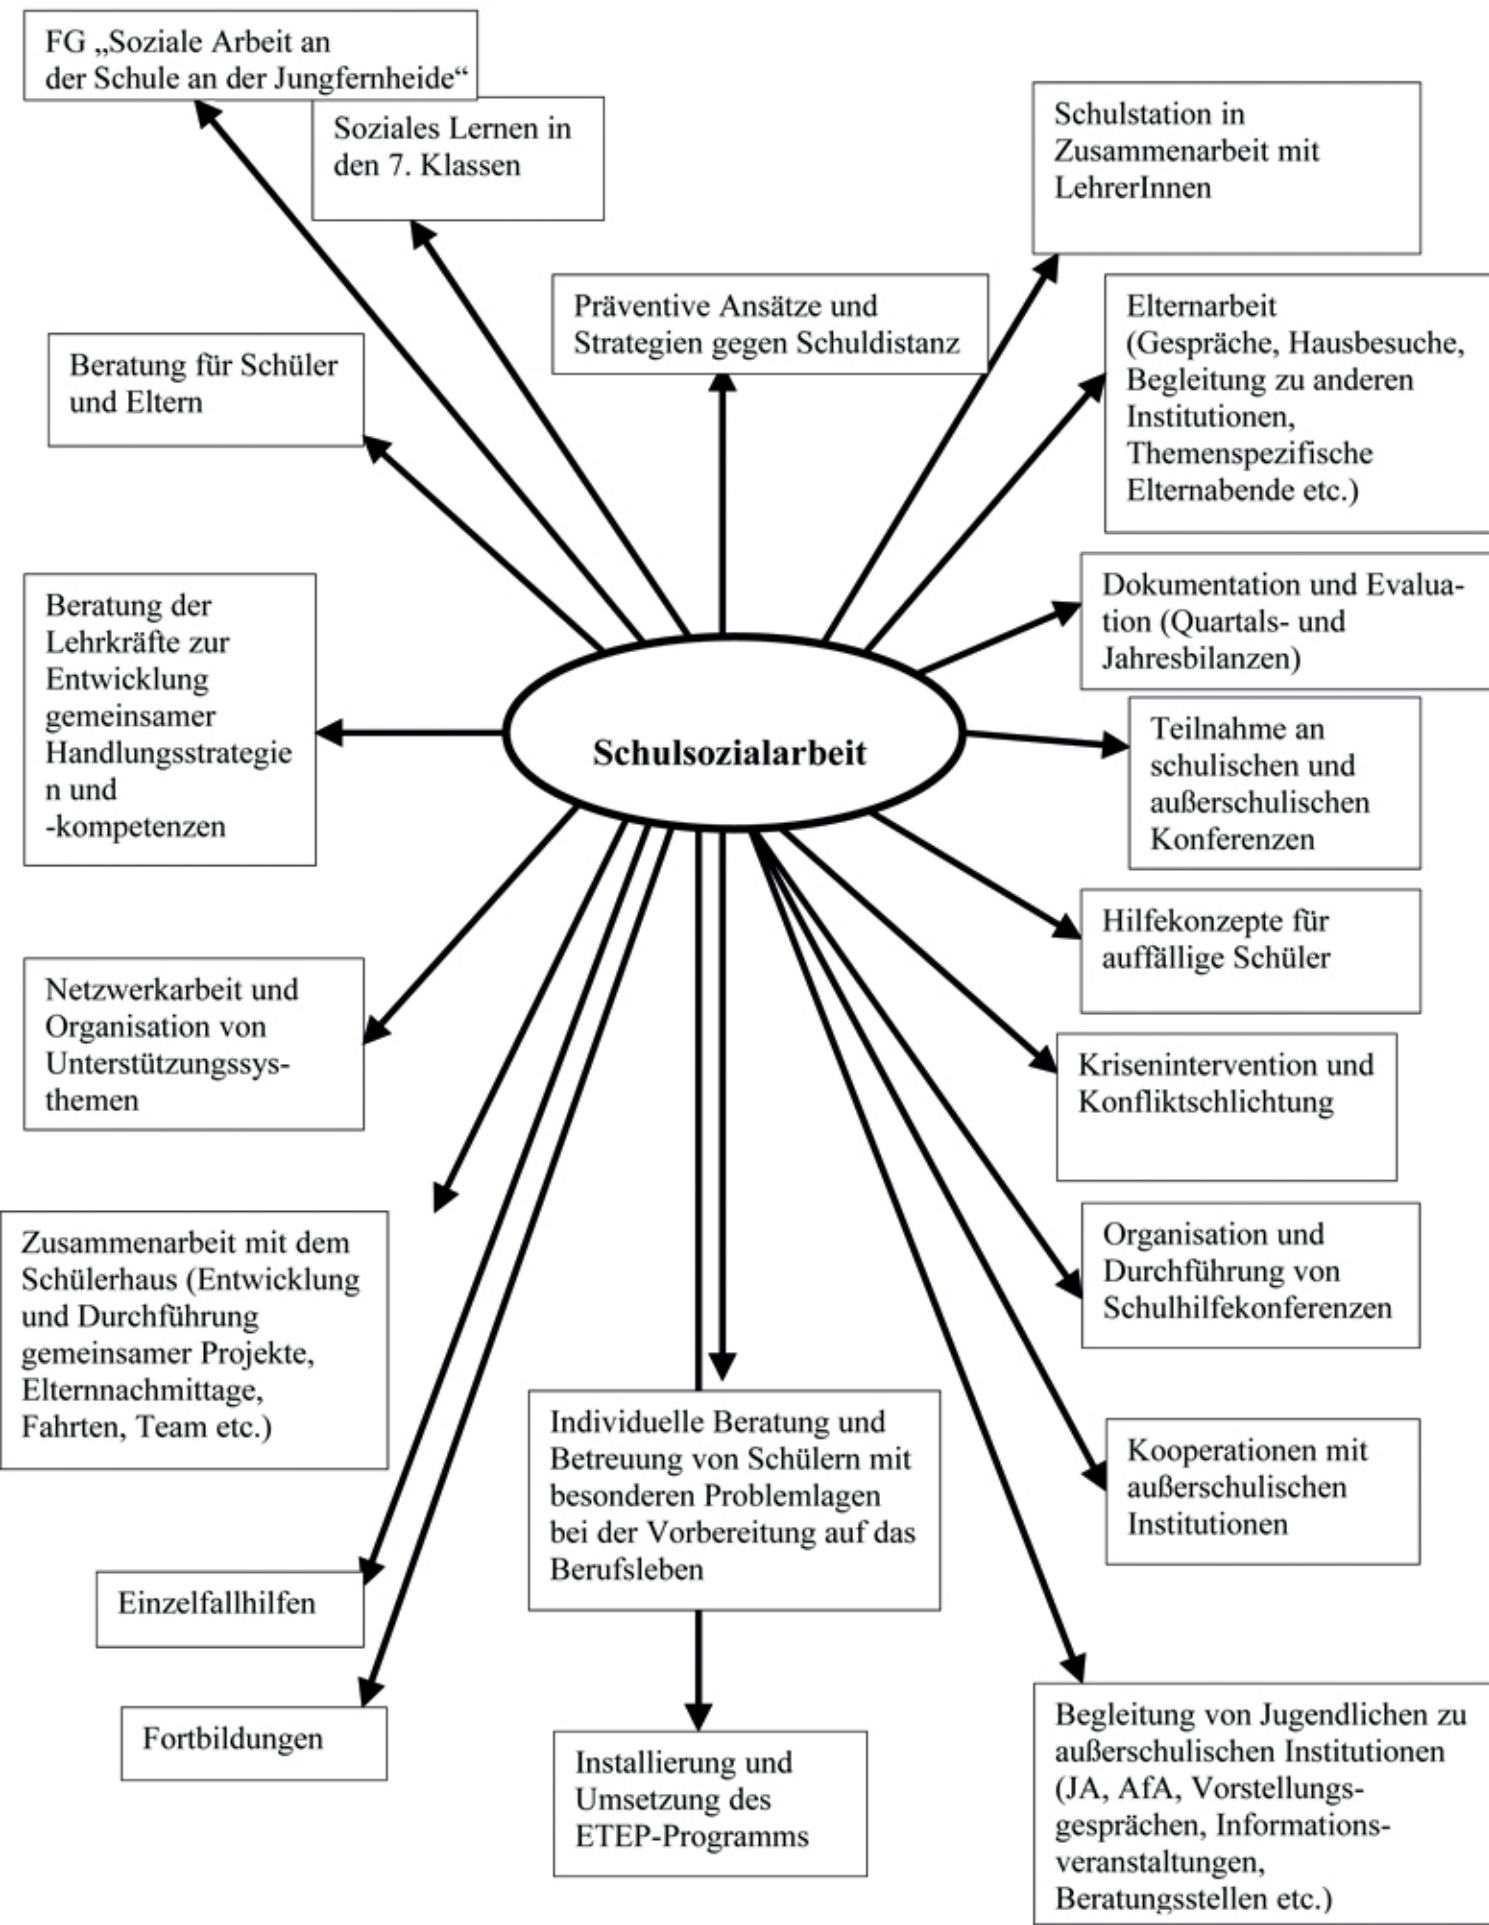 FG „Soziale Arbeit an
der Schule an der Jungfernheide“
Soziales Lernen in
den 7. Klassen
Schulstation in
Zusammenarbeit mit
LehrerInnen
Präventive Ansätze und
Strategien gegen Schuldistanz
Elternarbeit
(Gespräche, Hausbesuche,
Begleitung zu anderen
Institutionen,
Themenspezifische
Elternabende etc.)
Beratung für Schüler
und Eltern
Dokumentation und Evalua-
tion (Quartals- und
Jahresbilanzen)
Beratung der
Lehrkräfte zur
Entwicklung
gemeinsamer
Handlungsstrategie
n und
-kompetenzen
Schulsozialarbeit
Teilnahme an
schulischen und
außerschulischen
Konferenzen
Hilfekonzepte für
auffällige Schüler
Netzwerkarbeit und
Organisation von
Unterstützungssys-
themen
Krisenintervention und
Konfliktschlichtung
Zusammenarbeit mit dem
Schülerhaus (Entwicklung
und Durchführung
gemeinsamer Projekte,
Elternnachmittage,
Fahrten, Team etc.)
Organisation und
Durchführung von
Schulhilfekonferenzen
Individuelle Beratung und
Betreuung von Schülern mit
besonderen Problemlagen
bei der Vorbereitung auf das
Berufsleben
Kooperationen mit
außerschulischen
Institutionen
Einzelfallhilfen
Fortbildungen
Installierung und
Umsetzung des
ETEP-Programms
Begleitung von Jugendlichen zu
außerschulischen Institutionen
(JA, AfA, Vorstellungs-
gesprächen, Informations-
veranstaltungen,
Beratungsstellen etc.)